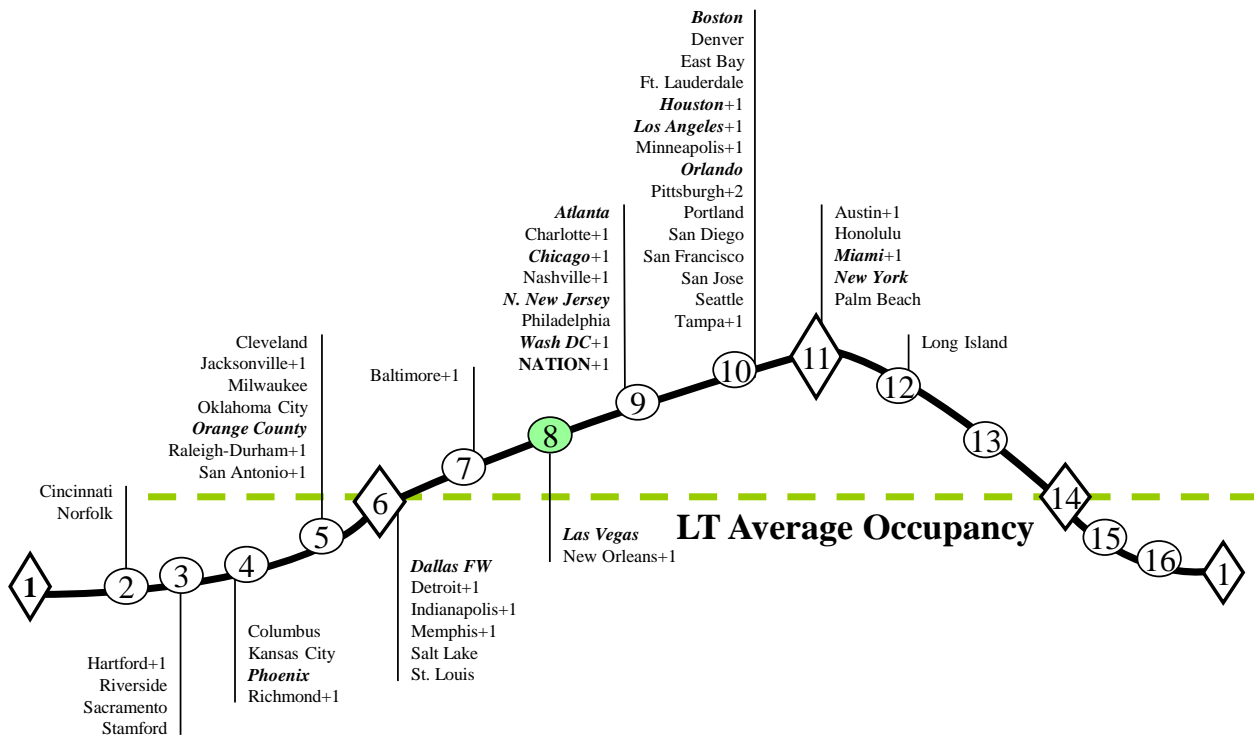 Boston
Denver
East Bay
Ft. Lauderdale
Houston+1
Los Angeles+1
Minneapolis+1
Orlando
Pittsburgh+2
Portland
San Diego
San Francisco
San Jose
Seattle
Tampa+1
Atlanta
Charlotte+1
Chicago+1
Nashville+1
N. New Jersey
Philadelphia
Wash DC+1
NATION+1
Austin+1
Honolulu
Miami+1
New York
Palm Beach
Long Island
Cleveland
Jacksonville+1
Milwaukee
Oklahoma City
Orange County
Raleigh-Durham+1
San Antonio+1
Baltimore+1
Cincinnati
Norfolk
1
2
3
4
5
6
7
8
9
10
11
12
13
14
15
16
1
LT Average Occupancy
Las Vegas
New Orleans+1
Dallas FW
Detroit+1
Indianapolis+1
Memphis+1
Salt Lake
St. Louis
Columbus
Kansas City
Phoenix
Richmond+1
Hartford+1
Riverside
Sacramento
Stamford